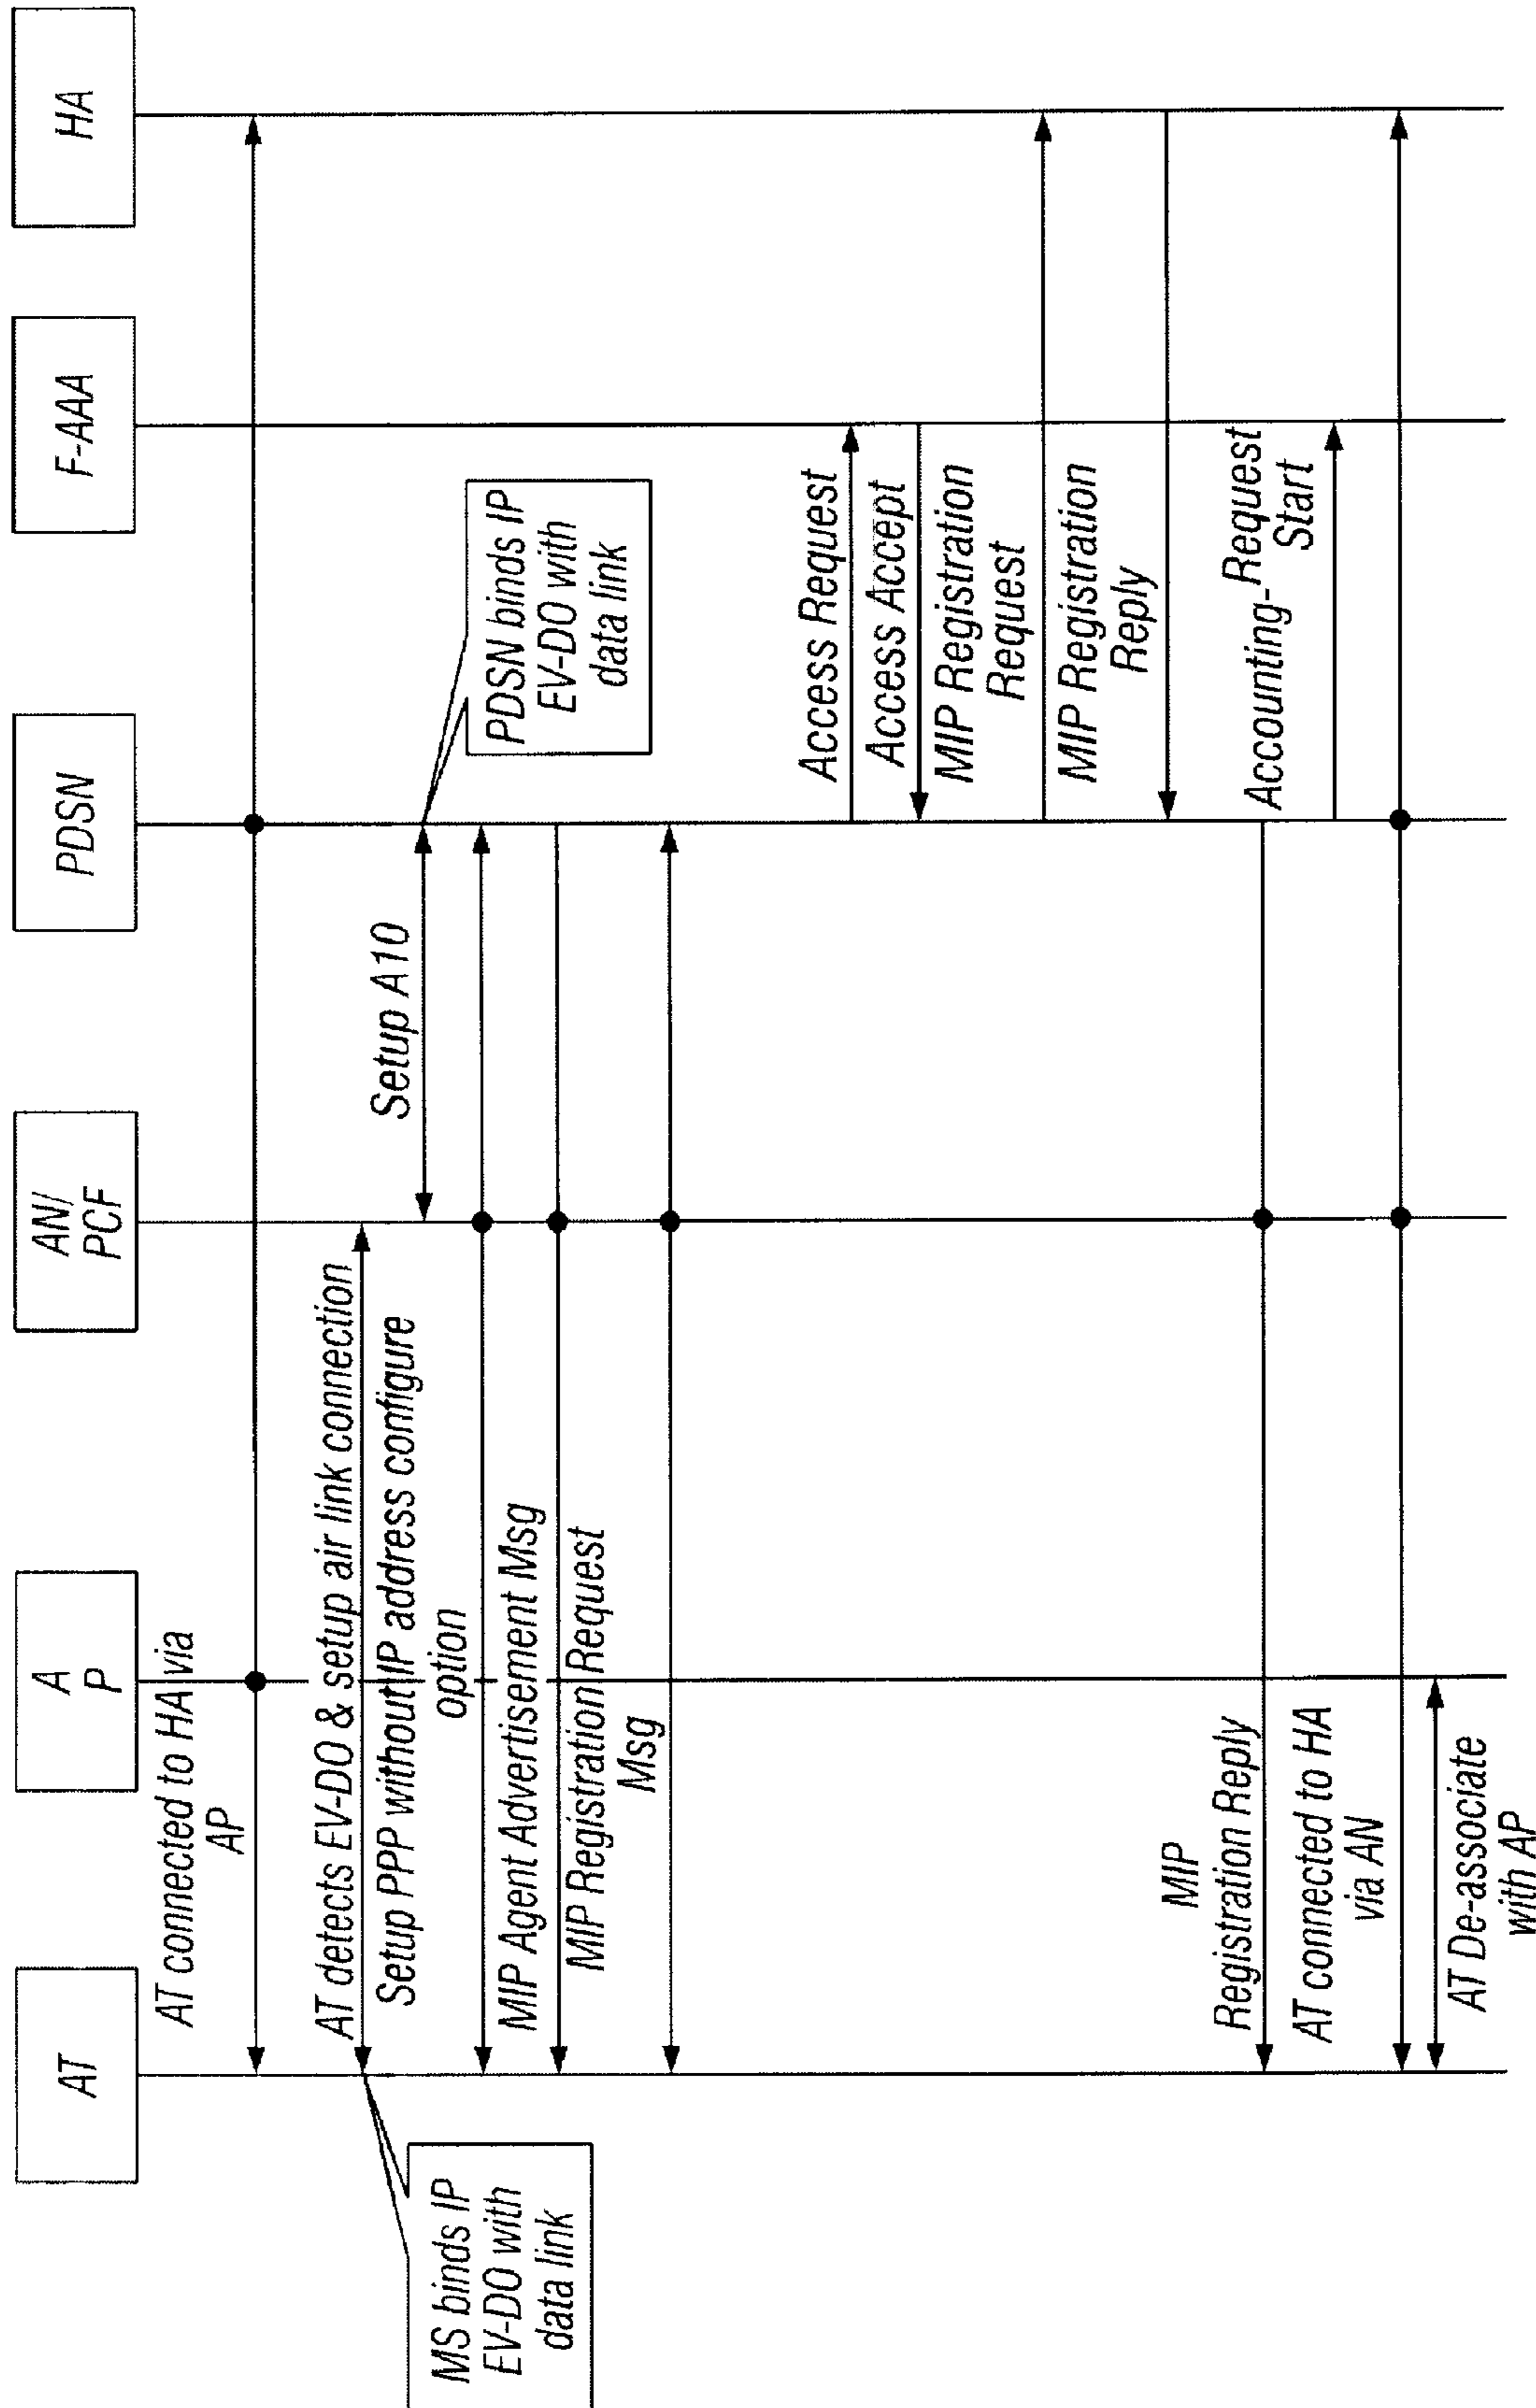 AT
A
P
AN/
PCF
PDSN
F-AAA
HA
AT connected to HA via
AP
AT detects EV-DO & setup air link connection
MS binds IP
EV-DO with
data link
Setup A10
PDSN binds IP
EV-DO with
data link
Setup PPP without IP address configure
option
MIP Agent Advertisement Msg
MIP Registration Request
Msg
Access Request
Access Accept
MIP Registration
Request
MIP Registration
Reply
MIP
Registration Reply
Accounting-Request
Start
AT connected to HA
via AN
AT De-associate
with AP